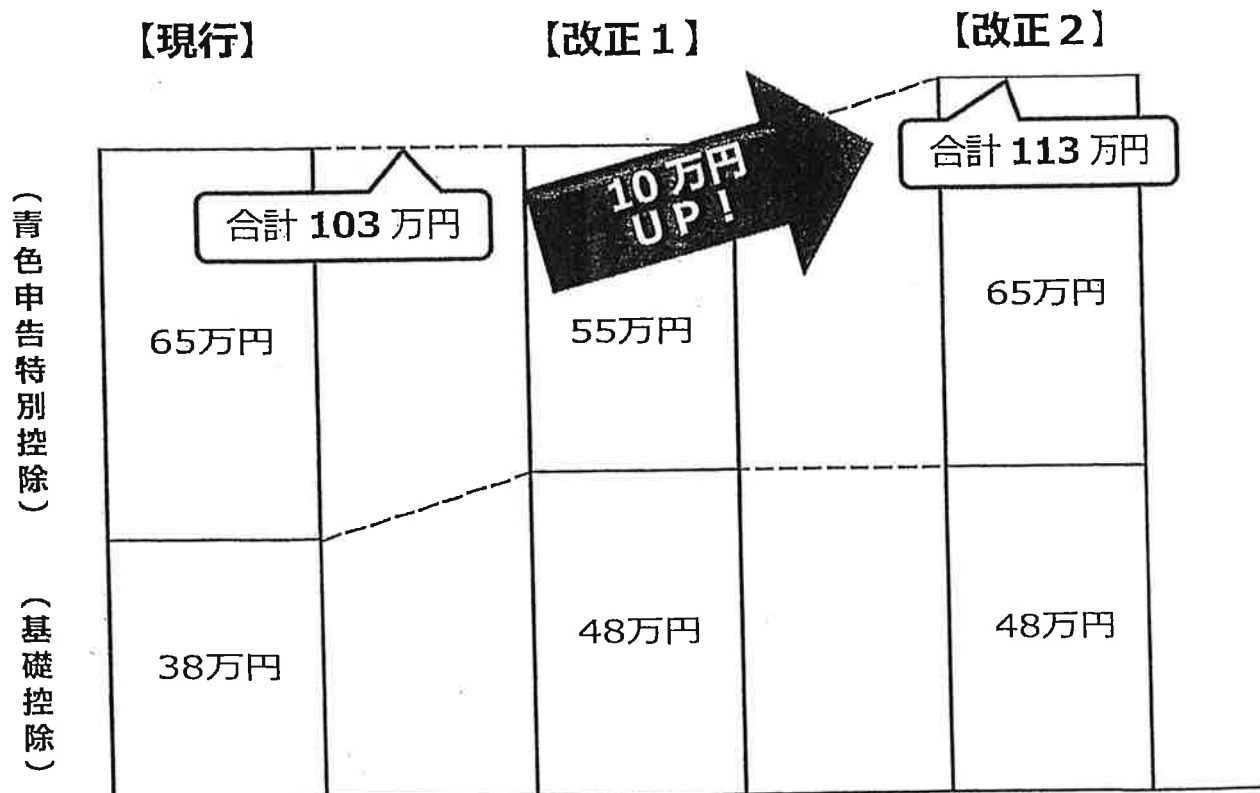 【現行】
【改正1】
【改正2】
合計 103 万円
10 万円
UP！
合計 113 万円
（青色申告特別控除）
65万円
55万円
65万円
（基礎控除）
38万円
48万円
48万円